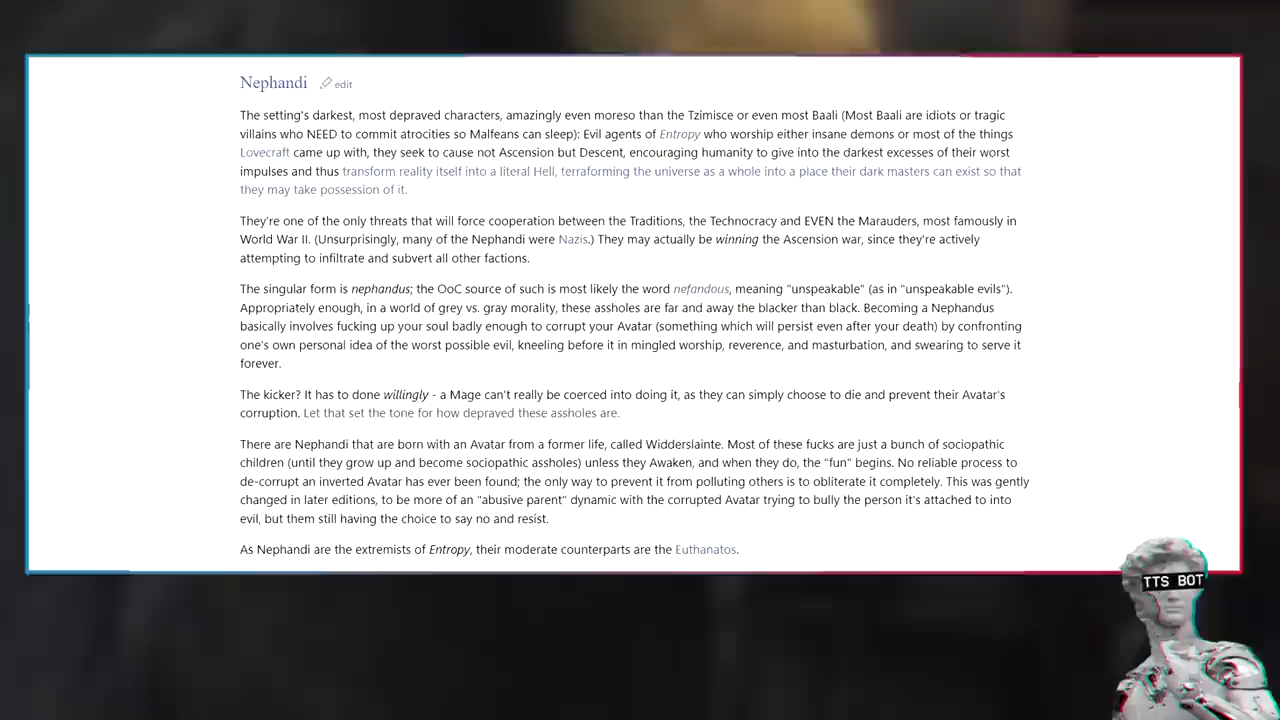 Nephandi edit
The setting's darkest, most depraved characters, amazingly even moreso than the Tzimisce or even most Baali (Most Baali are idiots or tragic
villains who NEED to commit atrocities so Malfeans can sleep): Evil agents of Entropy who worship either insane demons or most of the things
Lovecraft came up with, they seek to cause not Ascension but Descent, encouraging humanity to give into the darkest excesses of their worst
impulses and thus transform reality itself into a literal Hell, terraforming the universe as a whole into a place their dark masters can exist so that
they may take possession of it.
They're one of the only threats that will force cooperation between the Traditions, the Technocracy and EVEN the Marauders, most famously in
World War II. (Unsurprisingly, many of the Nephandi were Nazis.) They may actually be winning the Ascension war, since they're actively
attempting to infiltrate and subvert all other factions.
The singular form is nephandus; the OoC source of such is most likely the word nefandous, meaning "unspeakable" (as in "unspeakable evils").
Appropriately enough, in a world of grey vs. gray morality, these assholes are far and away the blacker than black. Becoming a Nephandus
basically involves fucking up your soul badly enough to corrupt your Avatar (something which will persist even after your death) by confronting
one's own personal idea of the worst possible evil, kneeling before it in mingled worship, reverence, and masturbation, and swearing to serve it
forever.
The kicker? It has to done willingly - a Mage can't really be coerced into doing it, as they can simply choose to die and prevent their Avatar's
corruption. Let that set the tone for how depraved these assholes are.
There are Nephandi that are born with an Avatar from a former life, called Widderslainte. Most of these fucks are just a bunch of sociopathic
children (until they grow up and become sociopathic assholes) unless they Awaken, and when they do, the "fun" begins. No reliable process to
de-corrupt an inverted Avatar has ever been found; the only way to prevent it from polluting others is to obliterate it completely. This was gently
changed in later editions, to be more of an "abusive parent" dynamic with the corrupted Avatar trying to bully the person it's attached to into
evil, but them still having the choice to say no and resist.
As Nephandi are the extremists of Entropy, their moderate counterparts are the Euthanatos.
TTS BOT